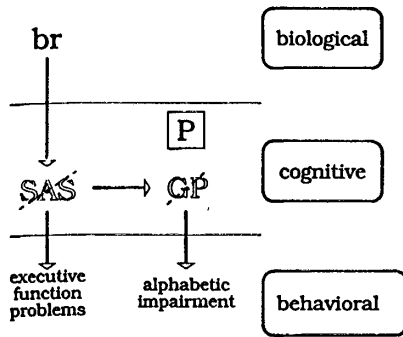 br
biological
P
SAS
GP
cognitive
executive
function
problems
alphabetic
impairment
behavioral